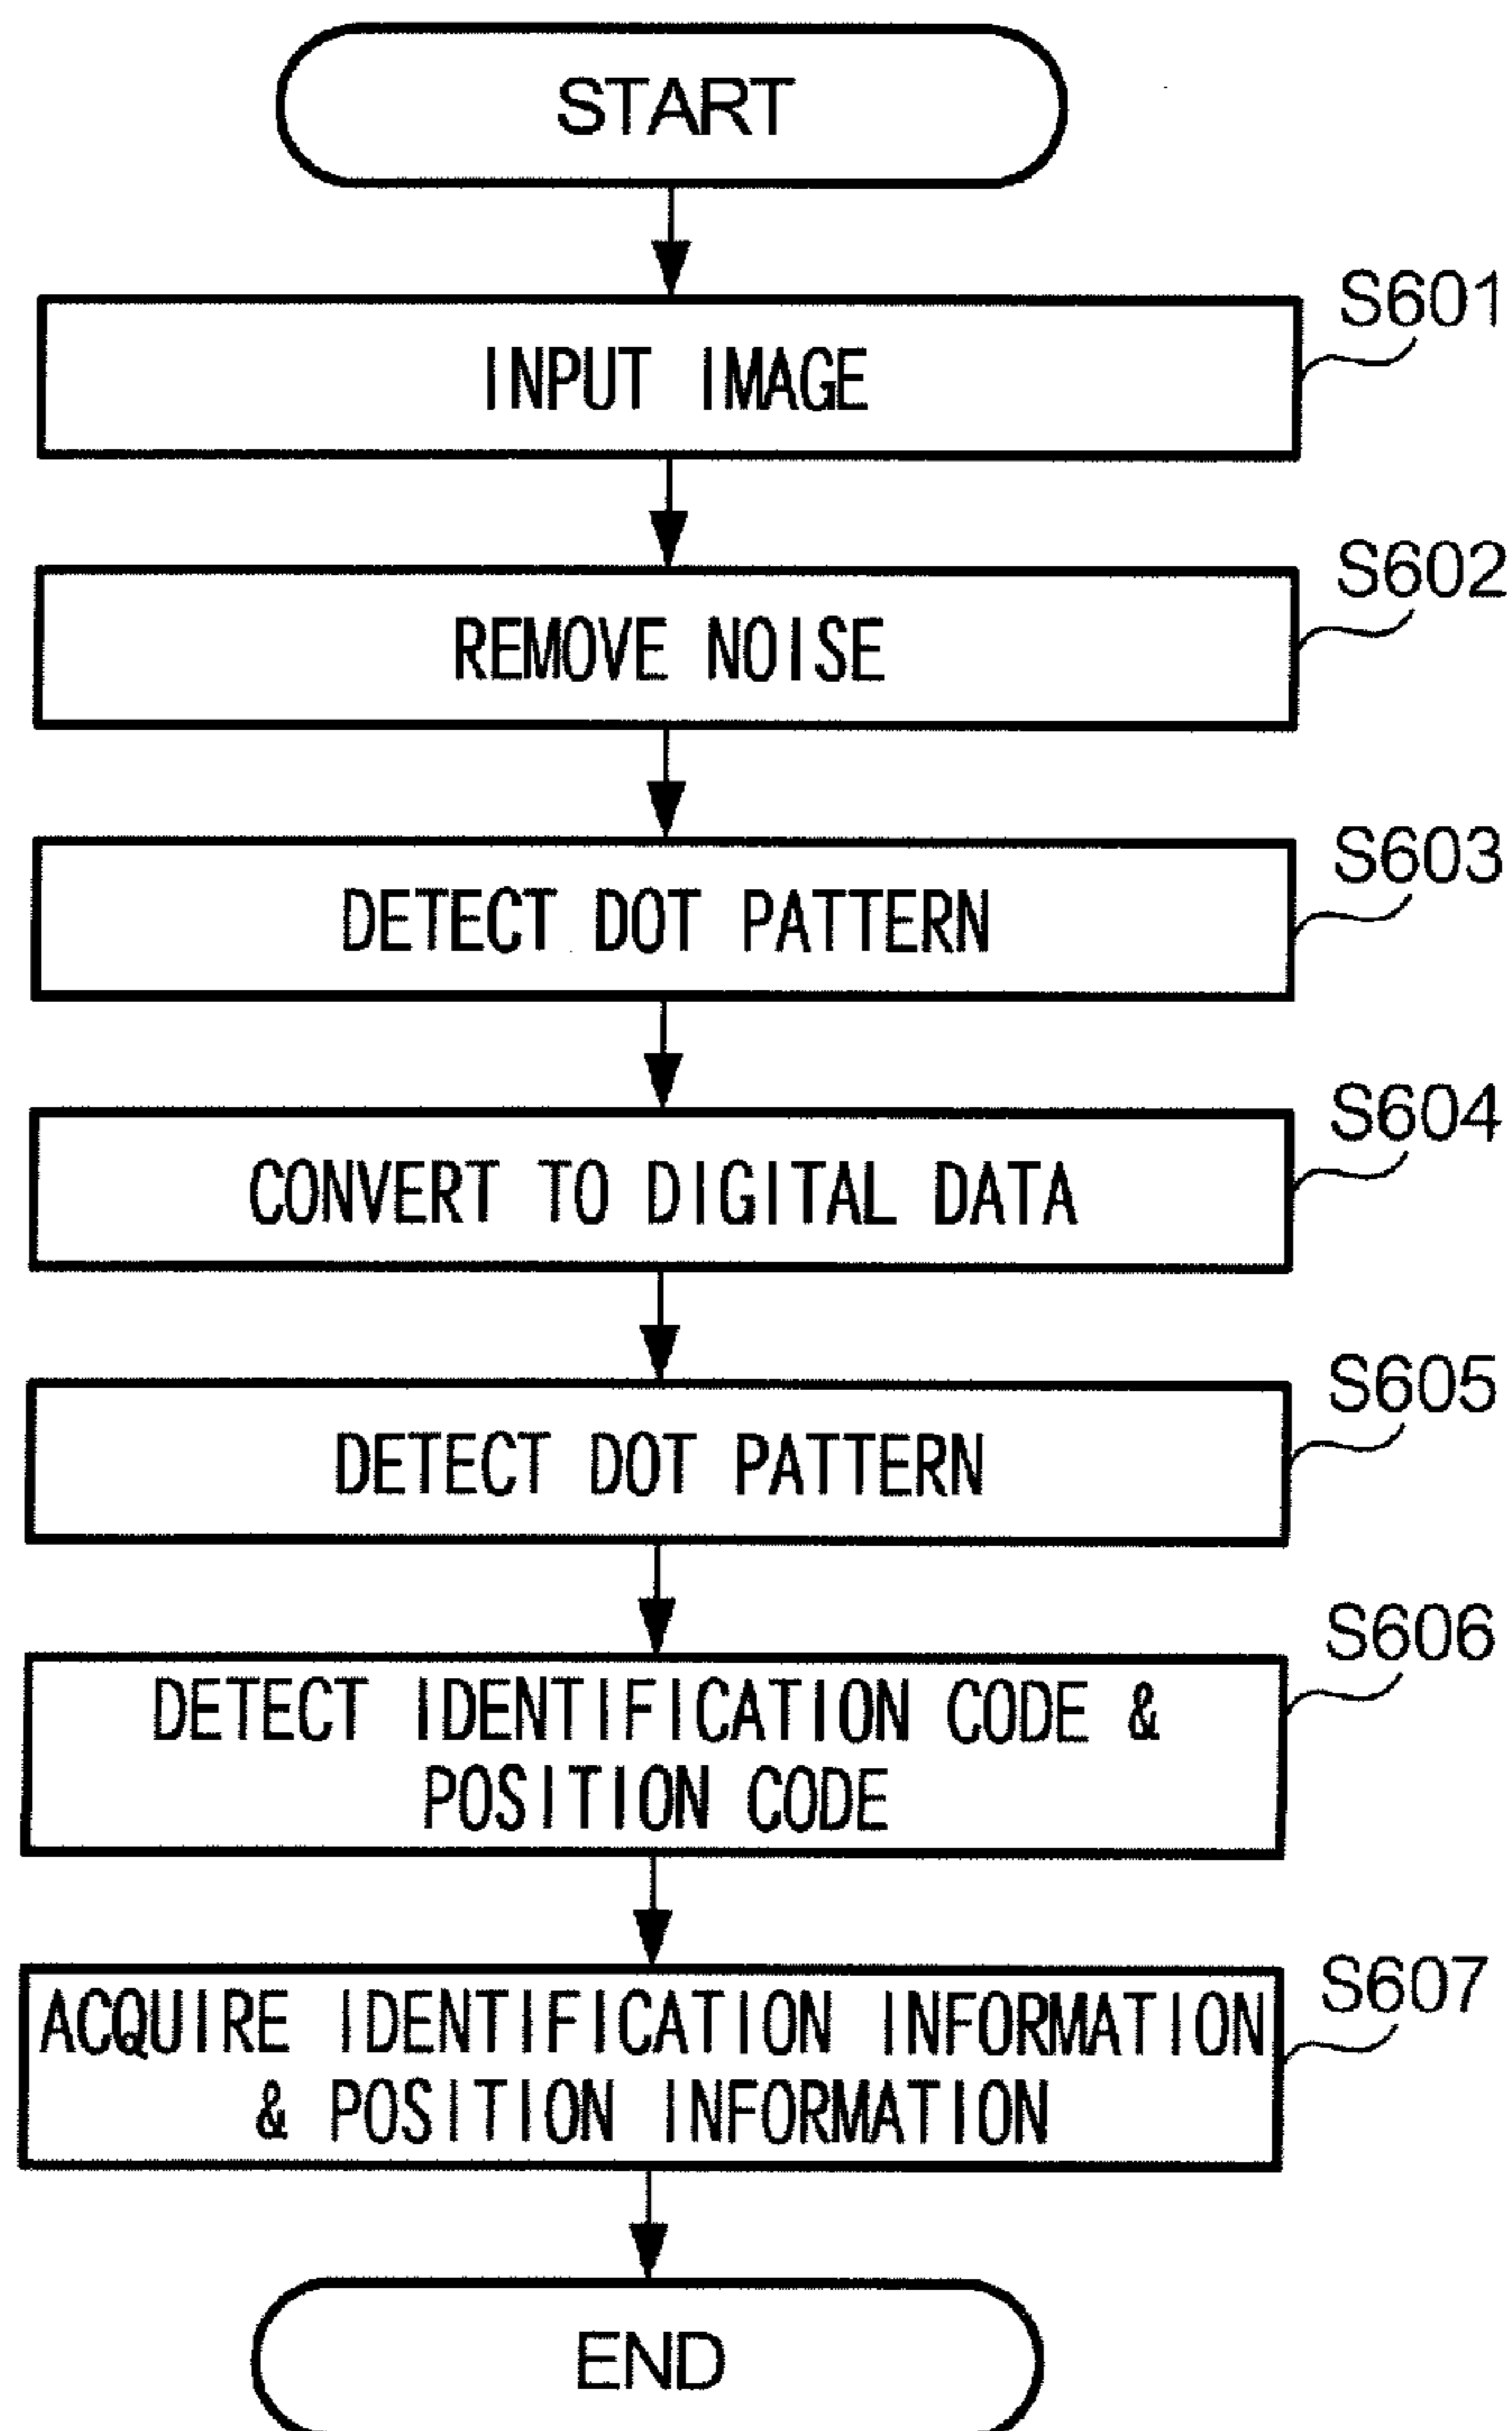 START
S601
INPUT IMAGE
S602
REMOVE NOISE
S603
DETECT DOT PATTERN
S604
CONVERT TO DIGITAL DATA
S605
DETECT DOT PATTERN
S606
DETECT IDENTIFICATION CODE &
POSITION CODE
S607
ACQUIRE IDENTIFICATION INFORMATION
& POSITION INFORMATION
END